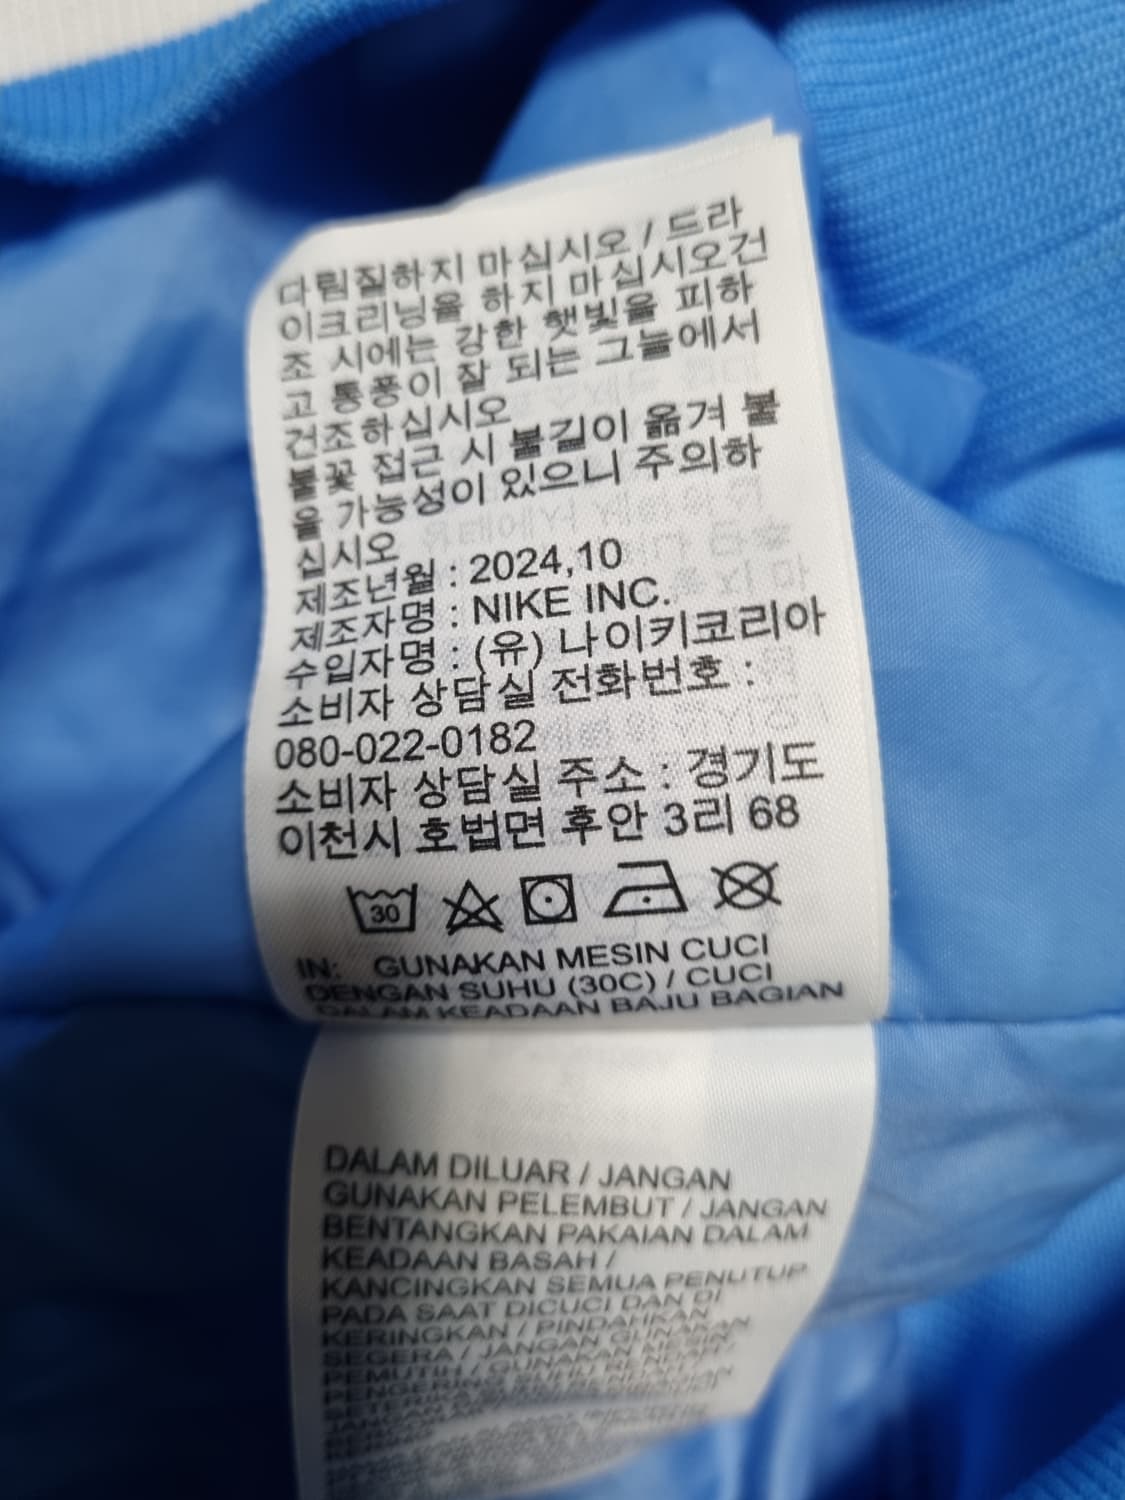 다림질하지 마십시오 / 드라
이크리닝을 하지 마십시오건
조 시에는 강한 햇빛을 피하
고 통풍이 잘 되는 그늘에서
건조하십시오
불꽃 접근 시 불길이 옮겨 붙
을 가능성이 있으니 주의하
십시오
제조년월 : 2024,10
제조자명 : NIKE INC.
수입자명 : (유) 나이키코리아
소비자 상담실 전화번호 :
080-022-0182
소비자 상담실 주소 : 경기도
이천시 호법면 후안 3리 68
30
IN: GUNAKAN MESIN CUCI
DENGAN SUHU (30C) / CUCI
DALAM KEADAAN BAJU BAGIAN
DALAM DILUAR / JANGAN
GUNAKAN PELEMBUT / JANGAN
BENTANGKAN PAKAIAN DALAM
KEADAAN BASAH /
KANCINGKAN SEMUA PENUTUP
PADA SAAT DICUCI DAN DI
KERINGKAN / PINDAHKAN
SEGERA / JANGAN GUNAKAN
PEMUTIH / GUNAKAN MESIN